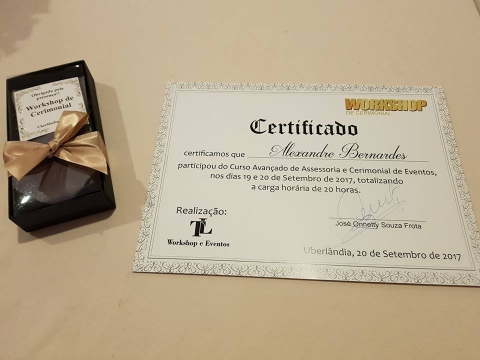 Obrigado pela
presença!
Workshop de
Cerimonial
Uberlândia
WORKSHOP
DE CERIMONIAL
Certificado
certificamos que Alexandre Bernardes
participou do Curso Avançado de Assessoria e Cerimonial de Eventos,
nos dias 19 e 20 de Setembro de 2017, totalizando
a carga horária de 20 horas.
Realização:
TL
Workshop e Eventos
José Onnelly Souza Frota
Uberlândia, 20 de Setembro de 2017